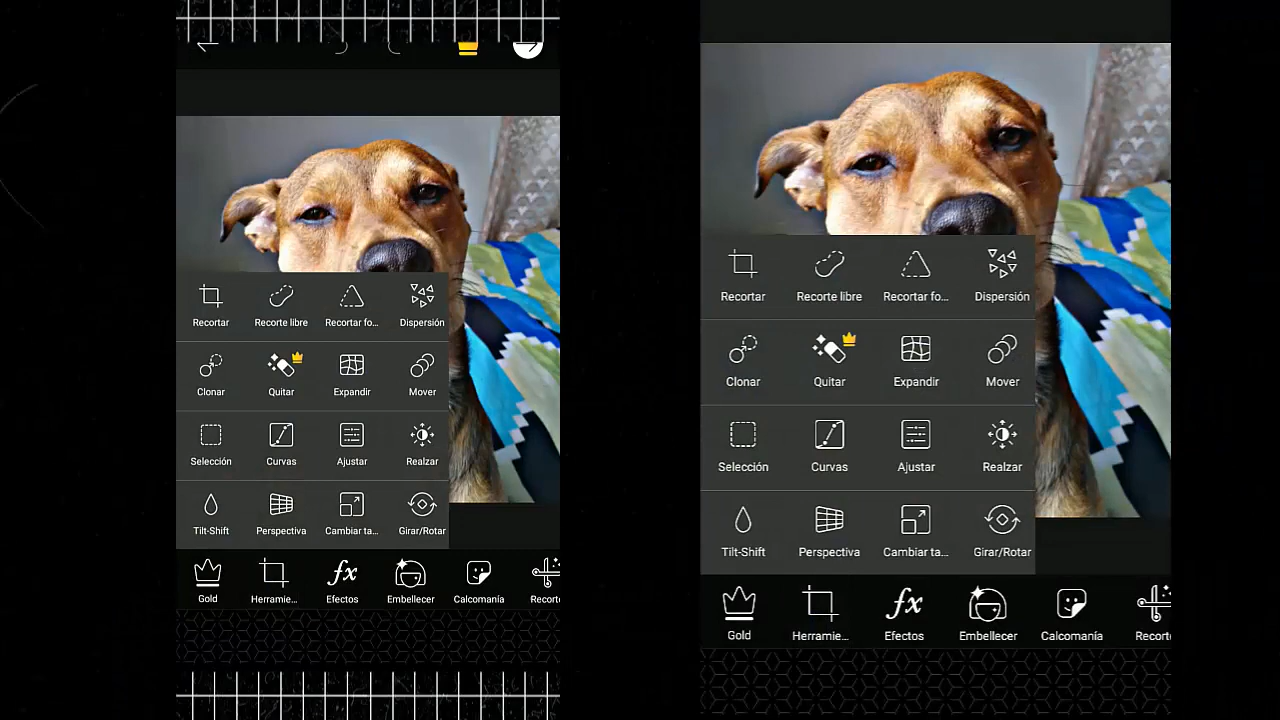 Recortar Recorte libre Recortar fo... Dispersión
Clonar Quitar Expandir Mover
Selección Curvas Ajustar Realzar
Tilt-Shift Perspectiva Cambiar ta... Girar/Rotar
Gold Herramie... Efectos Embellecer Calcomanía Recorte
Recortar Recorte libre Recortar fo... Dispersión
Clonar Quitar Expandir Mover
Selección Curvas Ajustar Realzar
Tilt-Shift Perspectiva Cambiar ta... Girar/Rotar
Gold Herramie... Efectos Embellecer Calcomanía Recort